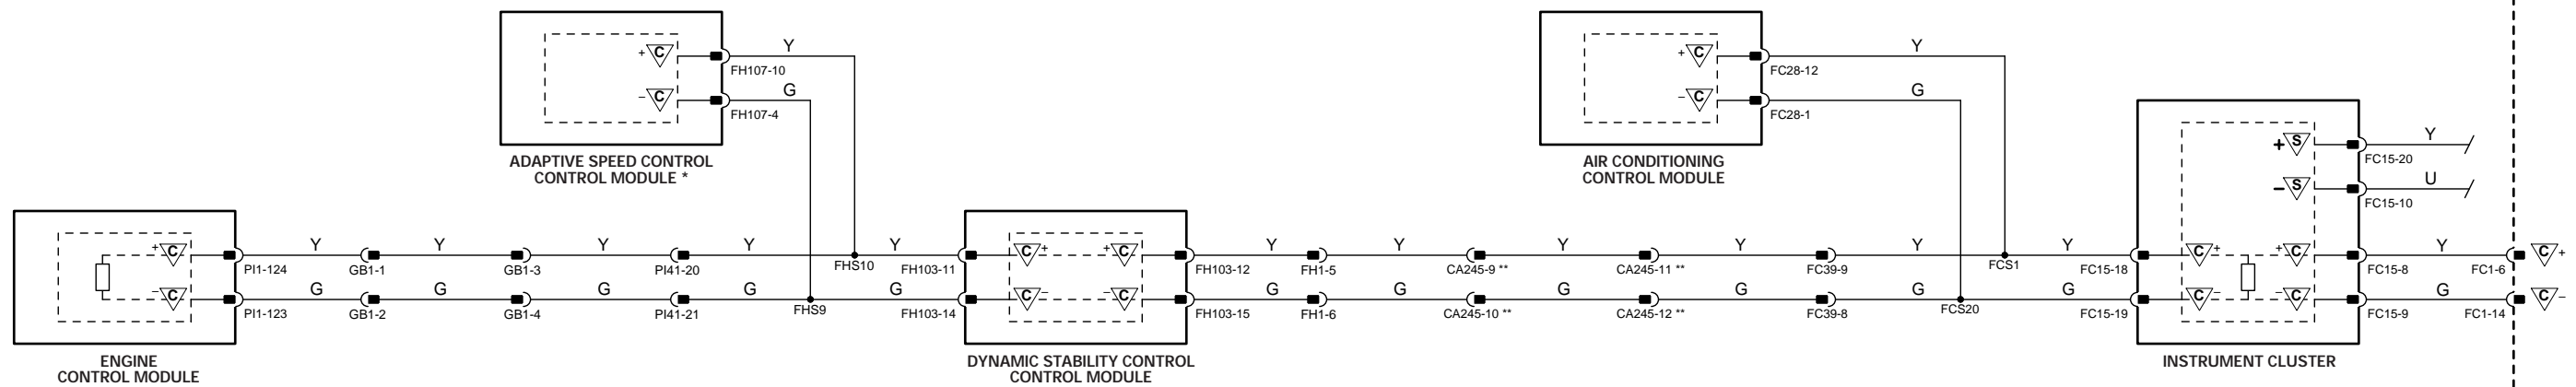 + C Y FH107-10
– C G FH107-4
ADAPTIVE SPEED CONTROL
CONTROL MODULE *
+ C Y FC28-12
– C G FC28-1
AIR CONDITIONING
CONTROL MODULE
+ S Y FC15-20
– S U FC15-10
+ C Y Y Y Y Y C + + C Y Y Y Y Y Y C + + C Y C +
PI1-124 GB1-1 GB1-3 PI41-20 FHS10 FH103-11 FH103-12 FH1-5 CA245-9 ** CA245-11 ** FC39-9 FCS1 FC15-18 FC15-8 FC1-6
– C G G G G G C – – C G G G G G G C – – C G C –
PI1-123 GB1-2 GB1-4 PI41-21 FHS9 FH103-14 FH103-15 FH1-6 CA245-10 ** CA245-12 ** FC39-8 FCS20 FC15-19 FC15-9 FC1-14
ENGINE
CONTROL MODULE
DYNAMIC STABILITY CONTROL
CONTROL MODULE
INSTRUMENT CLUSTER